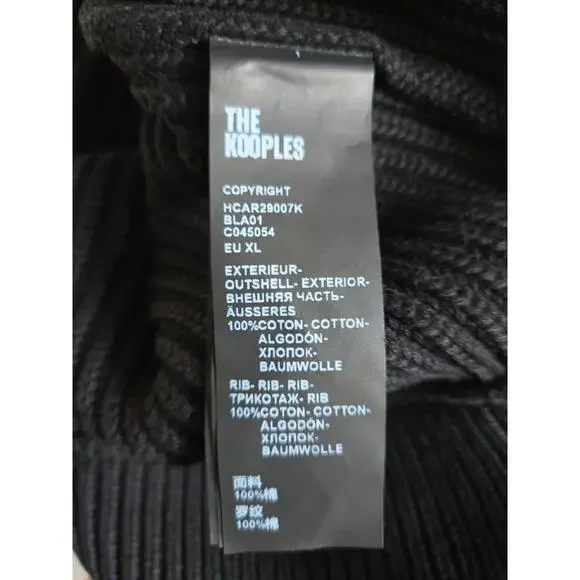 THE
KOOPLES
COPYRIGHT
HCAR29007K
BLA01
C045054
EU XL
EXTERIEUR-
OUTSHELL- EXTERIOR-
ВНЕШНЯЯ ЧАСТЬ-
ÄUSSERES
100%COTON- COTTON-
ALGODÓN-
ХЛОПОК-
BAUMWOLLE
RIB- RIB- RIB-
ТРИКОТАЖ- RIB
100%COTON- COTTON-
ALGODÓN-
ХЛОПОК-
BAUMWOLLE
面料
100%棉
罗纹
100%棉